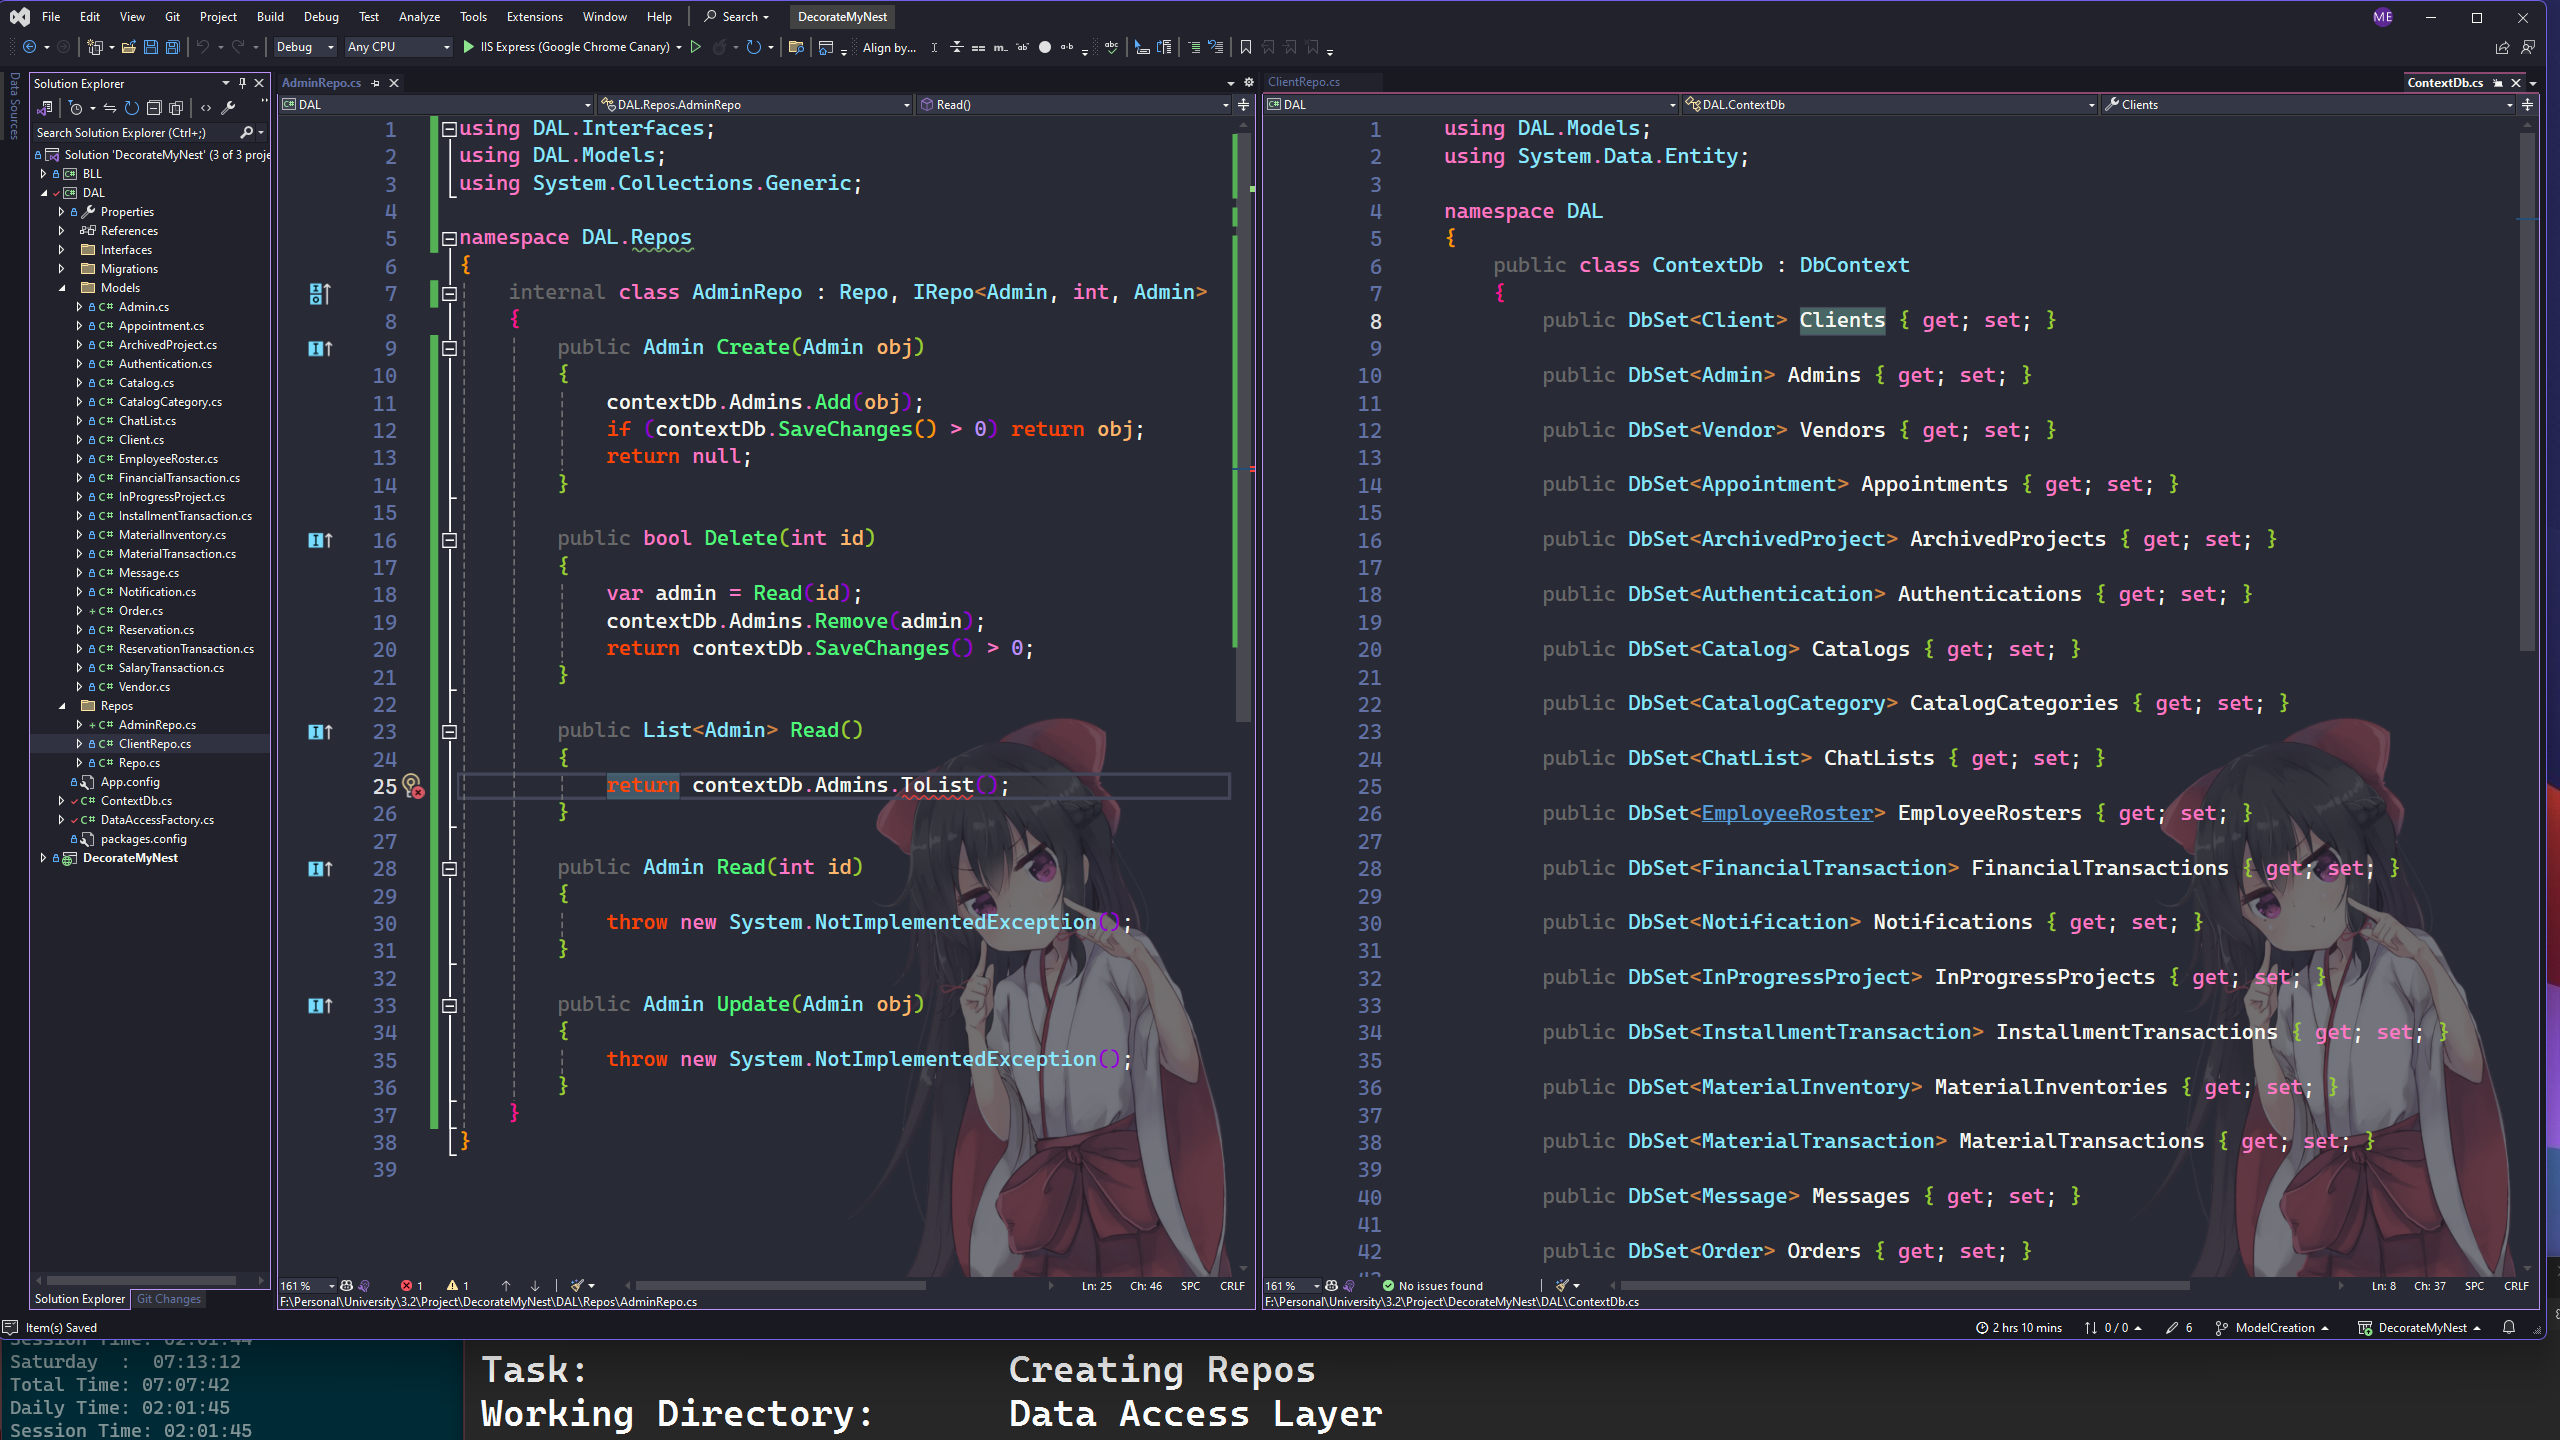 File Edit View Git Project Build Debug Test Analyze Tools Extensions Window Help Search DecorateMyNest ME
Debug Any CPU IIS Express (Google Chrome Canary) Align by...
Data Sources
Solution Explorer
Search Solution Explorer (Ctrl+;)
Solution 'DecorateMyNest' (3 of 3 proje
BLL
DAL
Properties
References
Interfaces
Migrations
Models
C# Admin.cs
C# Appointment.cs
C# ArchivedProject.cs
C# Authentication.cs
C# Catalog.cs
C# CatalogCategory.cs
C# ChatList.cs
C# Client.cs
C# EmployeeRoster.cs
C# FinancialTransaction.cs
C# InProgressProject.cs
C# InstallmentTransaction.cs
C# MaterialInventory.cs
C# MaterialTransaction.cs
C# Message.cs
C# Notification.cs
C# Order.cs
C# Reservation.cs
C# ReservationTransaction.cs
C# SalaryTransaction.cs
C# Vendor.cs
Repos
C# AdminRepo.cs
C# ClientRepo.cs
C# Repo.cs
App.config
C# ContextDb.cs
C# DataAccessFactory.cs
packages.config
DecorateMyNest
Solution Explorer Git Changes
AdminRepo.cs
DAL DAL.Repos.AdminRepo Read()
1 using DAL.Interfaces;
2 using DAL.Models;
3 using System.Collections.Generic;
4
5 namespace DAL.Repos
6 {
7 internal class AdminRepo : Repo, IRepo<Admin, int, Admin>
8 {
9 public Admin Create(Admin obj)
10 {
11 contextDb.Admins.Add(obj);
12 if (contextDb.SaveChanges() > 0) return obj;
13 return null;
14 }
15
16 public bool Delete(int id)
17 {
18 var admin = Read(id);
19 contextDb.Admins.Remove(admin);
20 return contextDb.SaveChanges() > 0;
21 }
22
23 public List<Admin> Read()
24 {
25 return contextDb.Admins.ToList();
26 }
27
28 public Admin Read(int id)
29 {
30 throw new System.NotImplementedException();
31 }
32
33 public Admin Update(Admin obj)
34 {
35 throw new System.NotImplementedException();
36 }
37 }
38 }
39
161 % 1 1 Ln: 25 Ch: 46 SPC CRLF
F:\Personal\University\3.2\Project\DecorateMyNest\DAL\Repos\AdminRepo.cs
ClientRepo.cs ContextDb.cs
DAL DAL.ContextDb Clients
1 using DAL.Models;
2 using System.Data.Entity;
3
4 namespace DAL
5 {
6 public class ContextDb : DbContext
7 {
8 public DbSet<Client> Clients { get; set; }
9
10 public DbSet<Admin> Admins { get; set; }
11
12 public DbSet<Vendor> Vendors { get; set; }
13
14 public DbSet<Appointment> Appointments { get; set; }
15
16 public DbSet<ArchivedProject> ArchivedProjects { get; set; }
17
18 public DbSet<Authentication> Authentications { get; set; }
19
20 public DbSet<Catalog> Catalogs { get; set; }
21
22 public DbSet<CatalogCategory> CatalogCategories { get; set; }
23
24 public DbSet<ChatList> ChatLists { get; set; }
25
26 public DbSet<EmployeeRoster> EmployeeRosters { get; set; }
27
28 public DbSet<FinancialTransaction> FinancialTransactions { get; set; }
29
30 public DbSet<Notification> Notifications { get; set; }
31
32 public DbSet<InProgressProject> InProgressProjects { get; set; }
33
34 public DbSet<InstallmentTransaction> InstallmentTransactions { get; set; }
35
36 public DbSet<MaterialInventory> MaterialInventories { get; set; }
37
38 public DbSet<MaterialTransaction> MaterialTransactions { get; set; }
39
40 public DbSet<Message> Messages { get; set; }
41
42 public DbSet<Order> Orders { get; set; }
161 % No issues found Ln: 8 Ch: 37 SPC CRLF
F:\Personal\University\3.2\Project\DecorateMyNest\DAL\ContextDb.cs
Item(s) Saved 2 hrs 10 mins 0 / 0 6 ModelCreation DecorateMyNest
Session Time: 02:01:44
Saturday : 07:13:12
Total Time: 07:07:42
Daily Time: 02:01:45
Session Time: 02:01:45
Task: Creating Repos
Working Directory: Data Access Layer